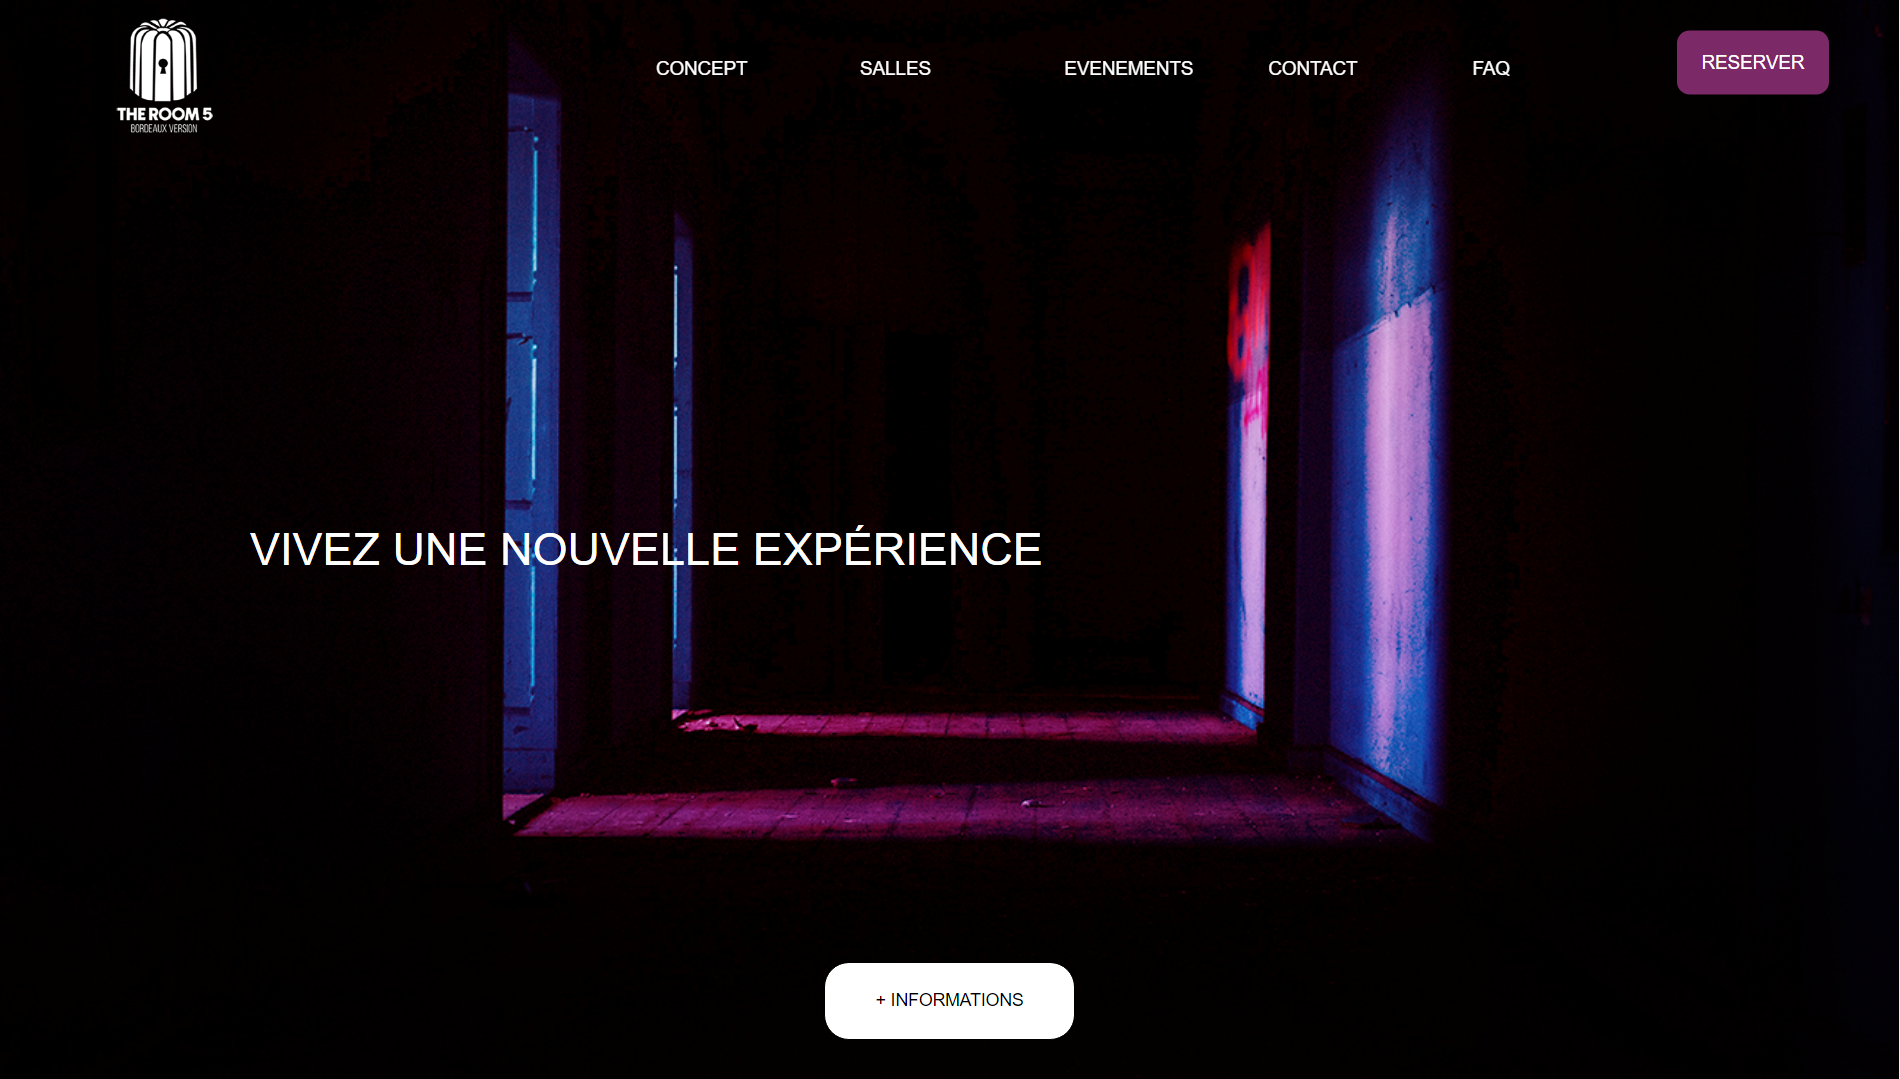 THE ROOM 5
BORDEAUX VERSION
CONCEPT
SALLES
EVENEMENTS
CONTACT
FAQ
RESERVER
VIVEZ UNE NOUVELLE EXPÉRIENCE
+ INFORMATIONS